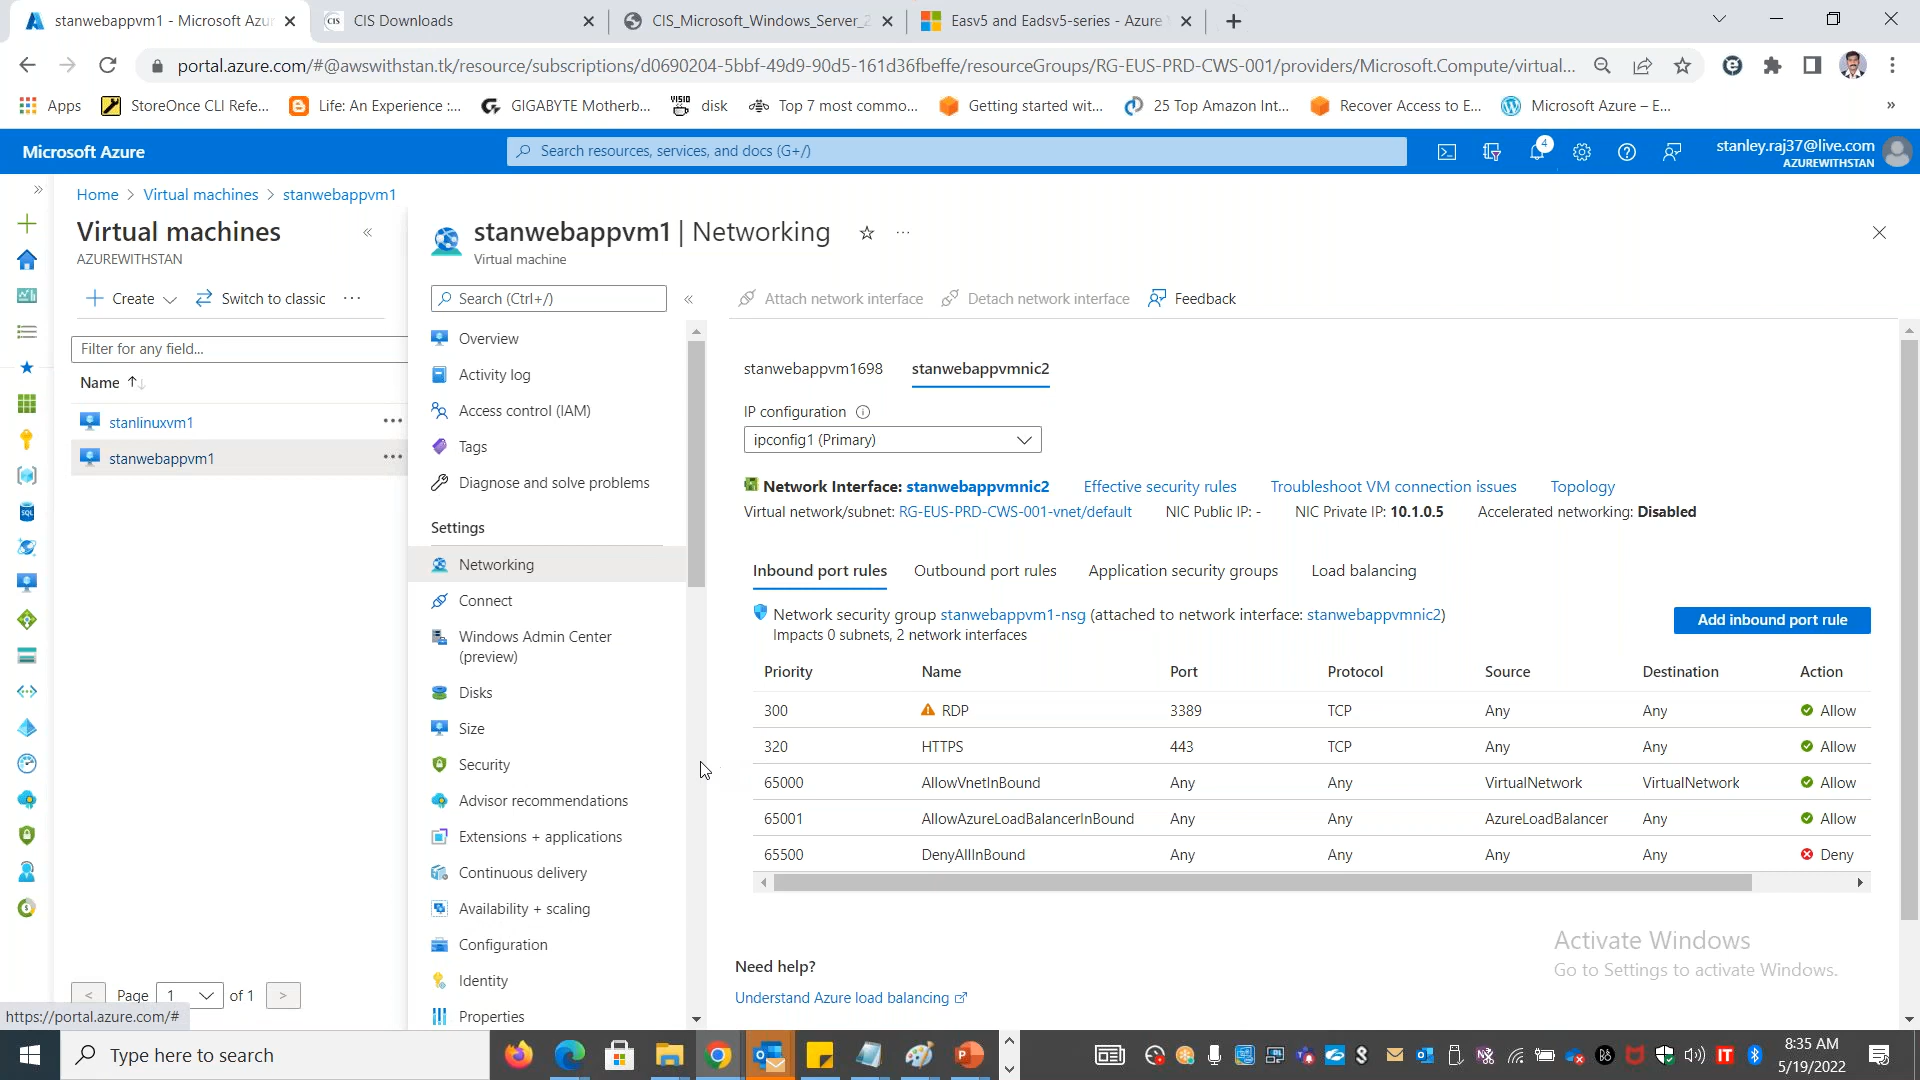 stanwebappvm1 - Microsoft Azur
CIS Downloads
CIS_Microsoft_Windows_Server_2
Easv5 and Eadsv5-series - Azure
portal.azure.com/#@awswithstan.tk/resource/subscriptions/d0690204-5bbf-49d9-90d5-161d36fbeffe/resourceGroups/RG-EUS-PRD-CWS-001/providers/Microsoft.Compute/virtual...
Apps
StoreOnce CLI Refe...
Life: An Experience :...
GIGABYTE Motherb...
disk
Top 7 most commo...
Getting started wit...
25 Top Amazon Int...
Recover Access to E...
Microsoft Azure – E...
Microsoft Azure
Search resources, services, and docs (G+/)
4
stanley.raj37@live.com
AZUREWITHSTAN
Home > Virtual machines > stanwebappvm1
Virtual machines
AZUREWITHSTAN
Create
Switch to classic
Filter for any field...
Name
stanlinuxvm1
stanwebappvm1
< Page 1 of 1 >
https://portal.azure.com/#
stanwebappvm1 | Networking
Virtual machine
Search (Ctrl+/)
Overview
Activity log
Access control (IAM)
Tags
Diagnose and solve problems
Settings
Networking
Connect
Windows Admin Center
(preview)
Disks
Size
Security
Advisor recommendations
Extensions + applications
Continuous delivery
Availability + scaling
Configuration
Identity
Properties
Attach network interface
Detach network interface
Feedback
stanwebappvm1698
stanwebappvmnic2
IP configuration
ipconfig1 (Primary)
Network Interface: stanwebappvmnic2 Effective security rules Troubleshoot VM connection issues Topology
Virtual network/subnet: RG-EUS-PRD-CWS-001-vnet/default NIC Public IP: - NIC Private IP: 10.1.0.5 Accelerated networking: Disabled
Inbound port rules Outbound port rules Application security groups Load balancing
Network security group stanwebappvm1-nsg (attached to network interface: stanwebappvmnic2)
Impacts 0 subnets, 2 network interfaces
Add inbound port rule
Priority Name Port Protocol Source Destination Action
300 RDP 3389 TCP Any Any Allow
320 HTTPS 443 TCP Any Any Allow
65000 AllowVnetInBound Any Any VirtualNetwork VirtualNetwork Allow
65001 AllowAzureLoadBalancerInBound Any Any AzureLoadBalancer Any Allow
65500 DenyAllInBound Any Any Any Any Deny
Need help?
Understand Azure load balancing
Activate Windows
Go to Settings to activate Windows.
Type here to search
8:35 AM
5/19/2022